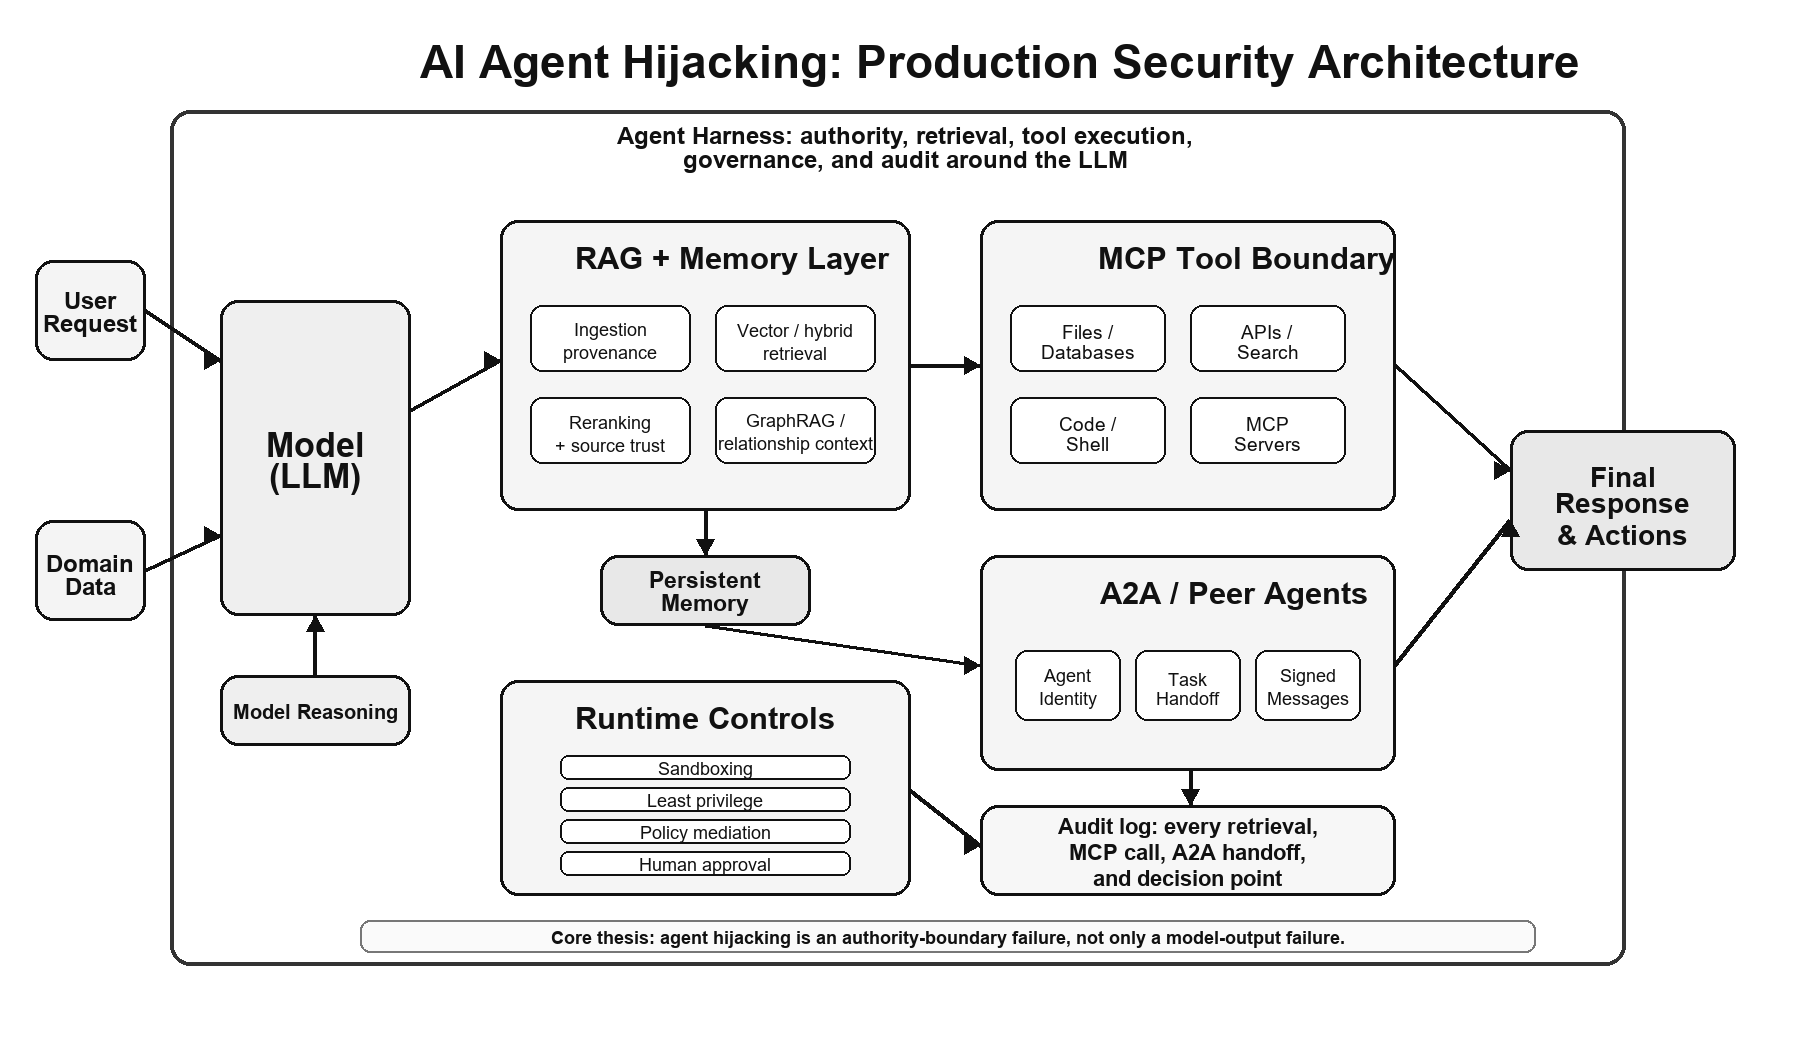 AI Agent Hijacking: Production Security Architecture
Agent Harness: authority, retrieval, tool execution,
governance, and audit around the LLM
User
Request
Domain
Data
Model
(LLM)
Model Reasoning
RAG + Memory Layer
Ingestion
provenance
Vector / hybrid
retrieval
Reranking
+ source trust
GraphRAG /
relationship context
Persistent
Memory
Runtime Controls
Sandboxing
Least privilege
Policy mediation
Human approval
MCP Tool Boundary
Files /
Databases
APIs /
Search
Code /
Shell
MCP
Servers
A2A / Peer Agents
Agent
Identity
Task
Handoff
Signed
Messages
Audit log: every retrieval,
MCP call, A2A handoff,
and decision point
Final
Response
& Actions
Core thesis: agent hijacking is an authority-boundary failure, not only a model-output failure.